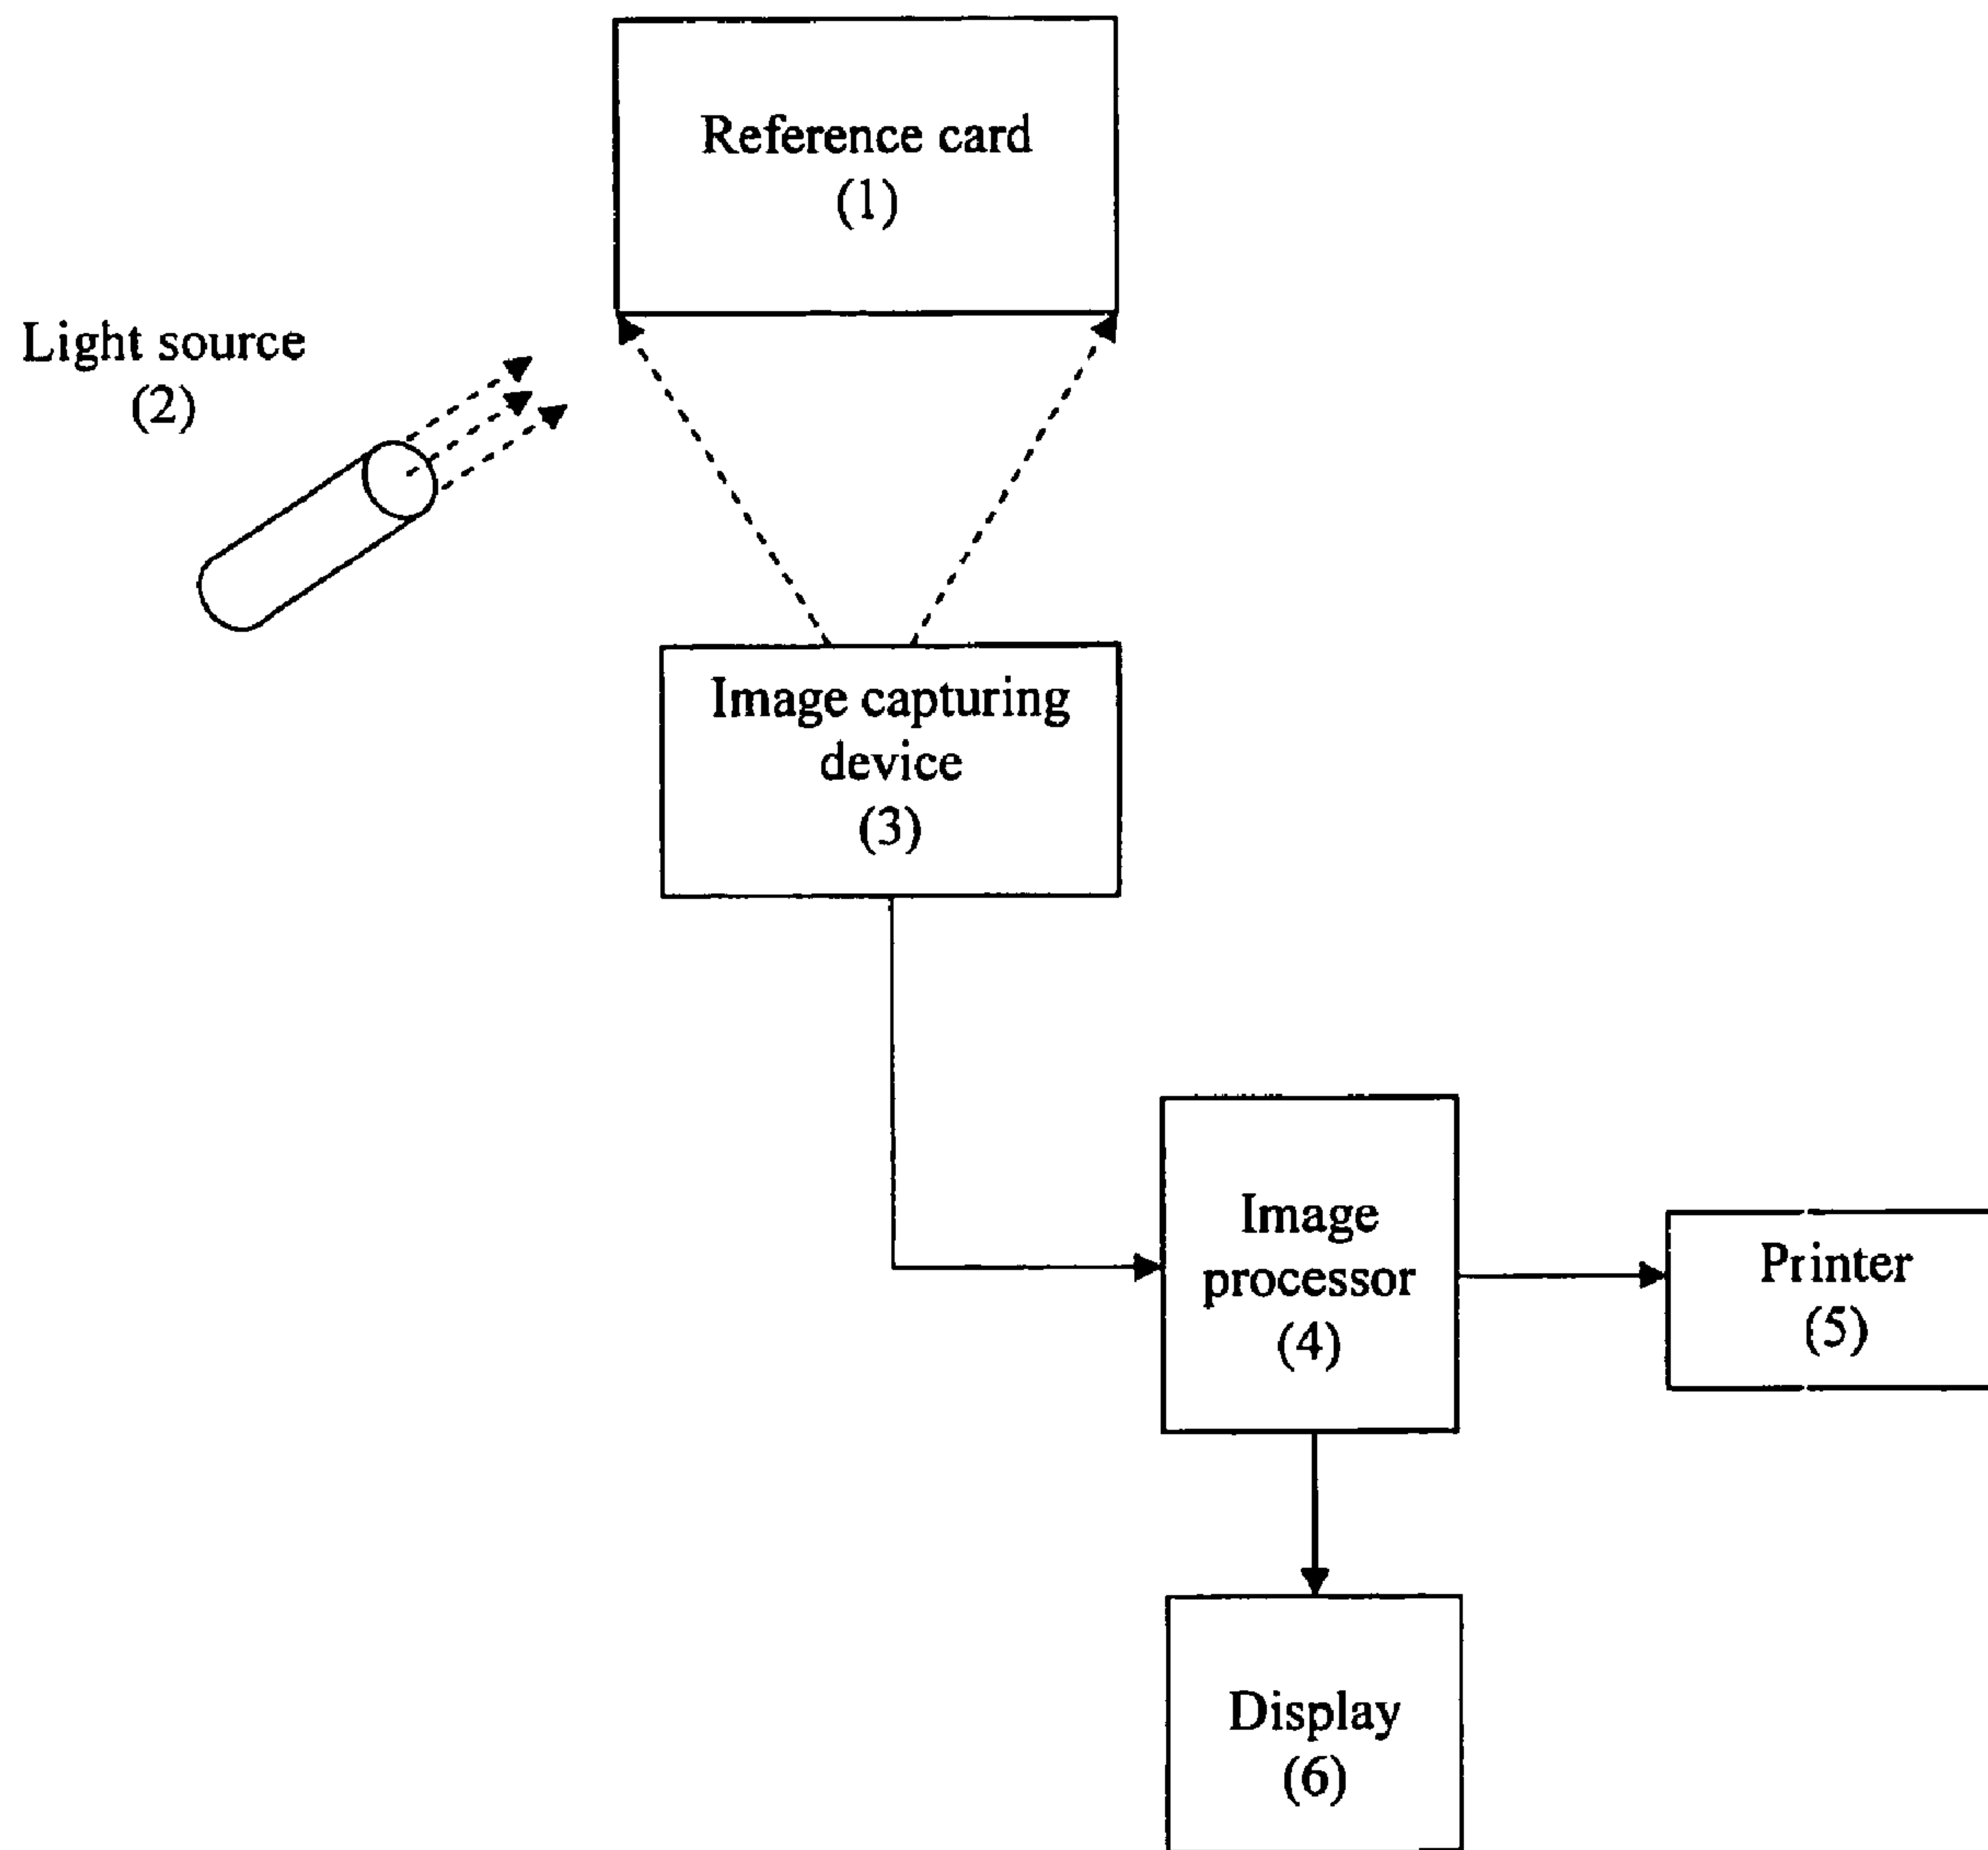 Reference card
(1)
Light source
(2)
Image capturing
device
(3)
Image
processor
(4)
Printer
(5)
Display
(6)